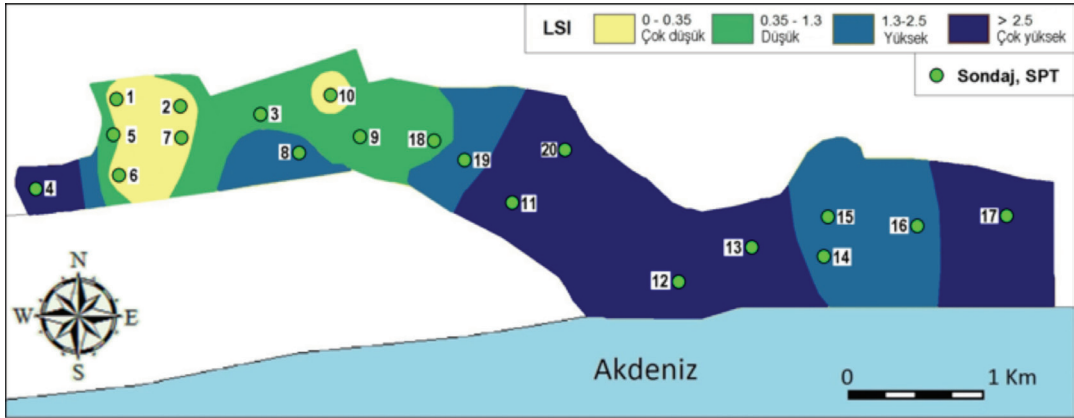 LSI
0 - 0.35
Çok düşük
0.35 - 1.3
Düşük
1.3-2.5
Yüksek
> 2.5
Çok yüksek
Sondaj, SPT
1
2
3
10
5
7
9
18
8
19
20
6
4
11
15
16
17
13
14
12
N
W
E
S
Akdeniz
0
1 Km